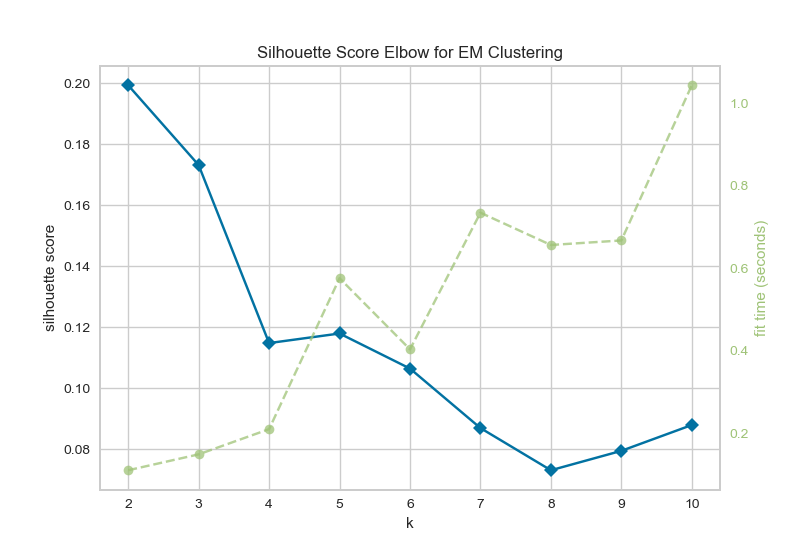 Silhouette Score Elbow for EM Clustering
silhouette score
0.20
0.18
0.16
0.14
0.12
0.10
0.08
2 3 4 5 6 7 8 9 10
k
1.0
0.8
0.6
0.4
0.2
fit time (seconds)